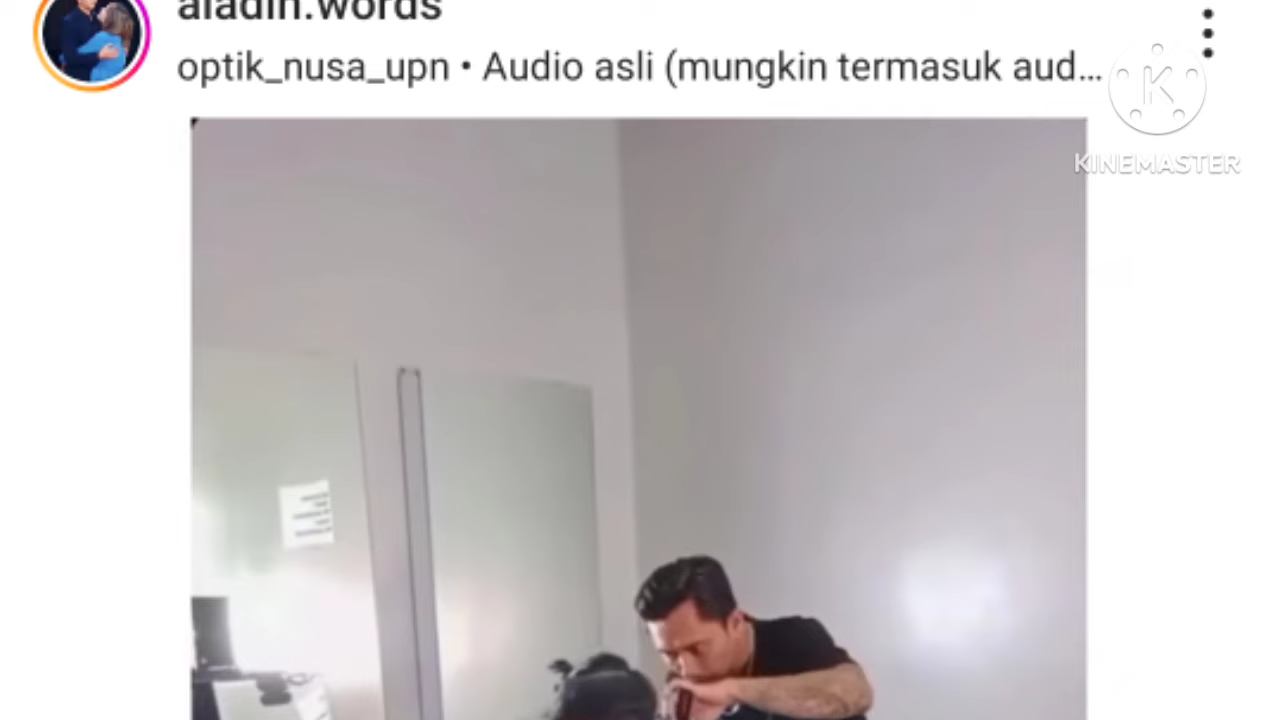 aladin.words
optik_nusa_upn • Audio asli (mungkin termasuk aud...
K
KINEMASTER